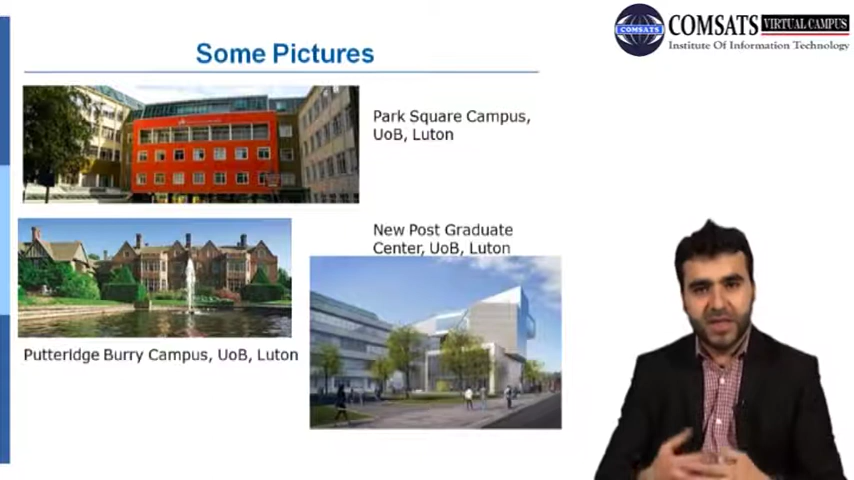 COMSATS VIRTUAL CAMPUS
Institute Of Information Technology
COMSATS
Some Pictures
Park Square Campus,
UoB, Luton
New Post Graduate
Center, UoB, Luton
Putteridge Burry Campus, UoB, Luton